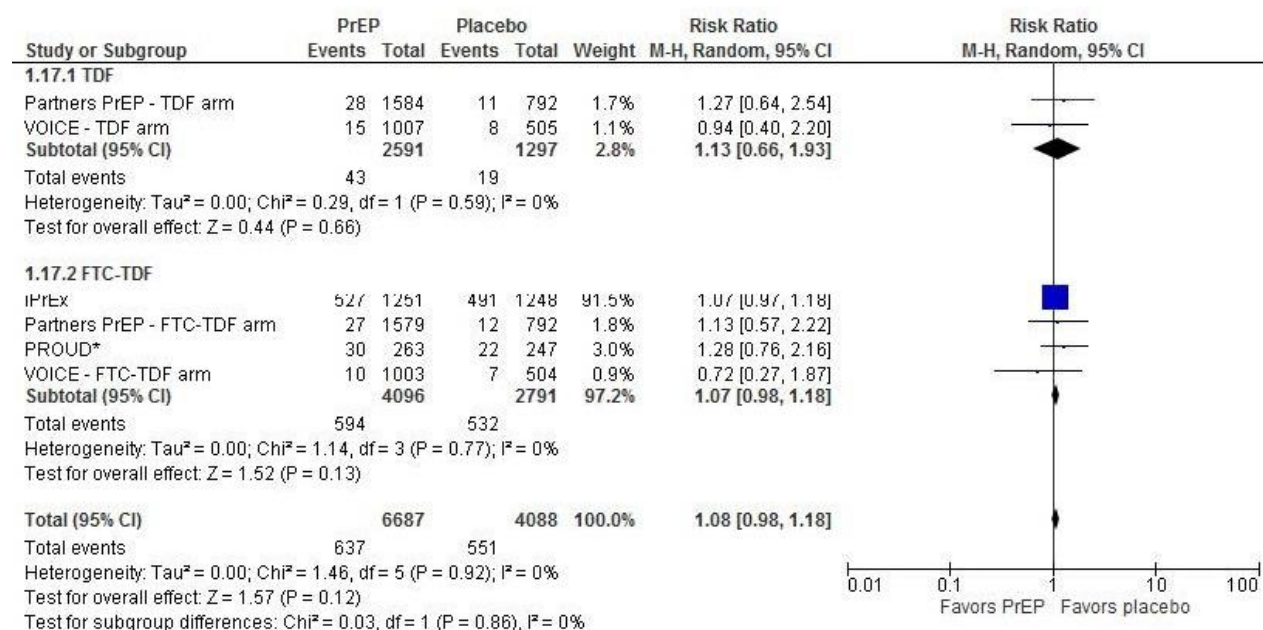 PrEP Placebo Risk Ratio Risk Ratio
Study or Subgroup Events Total Events Total Weight M-H, Random, 95% CI M-H, Random, 95% CI
1.17.1 TDF
Partners PrEP - TDF arm 28 1584 11 792 1.7% 1.27 [0.64, 2.54]
VOICE - TDF arm 15 1007 8 505 1.1% 0.94 [0.40, 2.20]
Subtotal (95% CI) 2591 1297 2.8% 1.13 [0.66, 1.93]
Total events 43 19
Heterogeneity: Tau² = 0.00; Chi² = 0.29, df = 1 (P = 0.59); I² = 0%
Test for overall effect: Z = 0.44 (P = 0.66)
1.17.2 FTC-TDF
iPrEx 527 1251 491 1248 91.5% 1.07 [0.97, 1.18]
Partners PrEP - FTC-TDF arm 27 1579 12 792 1.8% 1.13 [0.57, 2.22]
PROUD* 30 263 22 247 3.0% 1.28 [0.76, 2.16]
VOICE - FTC-TDF arm 10 1003 7 504 0.9% 0.72 [0.27, 1.87]
Subtotal (95% CI) 4096 2791 97.2% 1.07 [0.98, 1.18]
Total events 594 532
Heterogeneity: Tau² = 0.00; Chi² = 1.14, df = 3 (P = 0.77); I² = 0%
Test for overall effect: Z = 1.52 (P = 0.13)
Total (95% CI) 6687 4088 100.0% 1.08 [0.98, 1.18]
Total events 637 551
Heterogeneity: Tau² = 0.00; Chi² = 1.46, df = 5 (P = 0.92); I² = 0%
Test for overall effect: Z = 1.57 (P = 0.12)
Test for subgroup differences: Chi² = 0.03, df = 1 (P = 0.86), I² = 0%
0.01 0.1 1 10 100
Favors PrEP Favors placebo